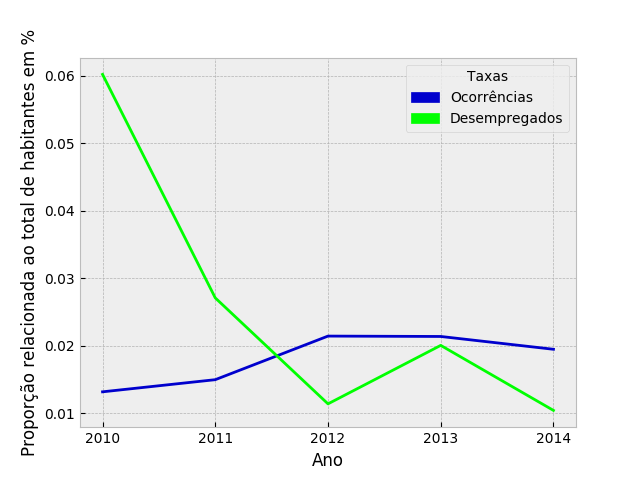 Proporção relacionada ao total de habitantes em %
0.06
0.05
0.04
0.03
0.02
0.01
Taxas
Ocorrências
Desempregados
2010 2011 2012 2013 2014
Ano